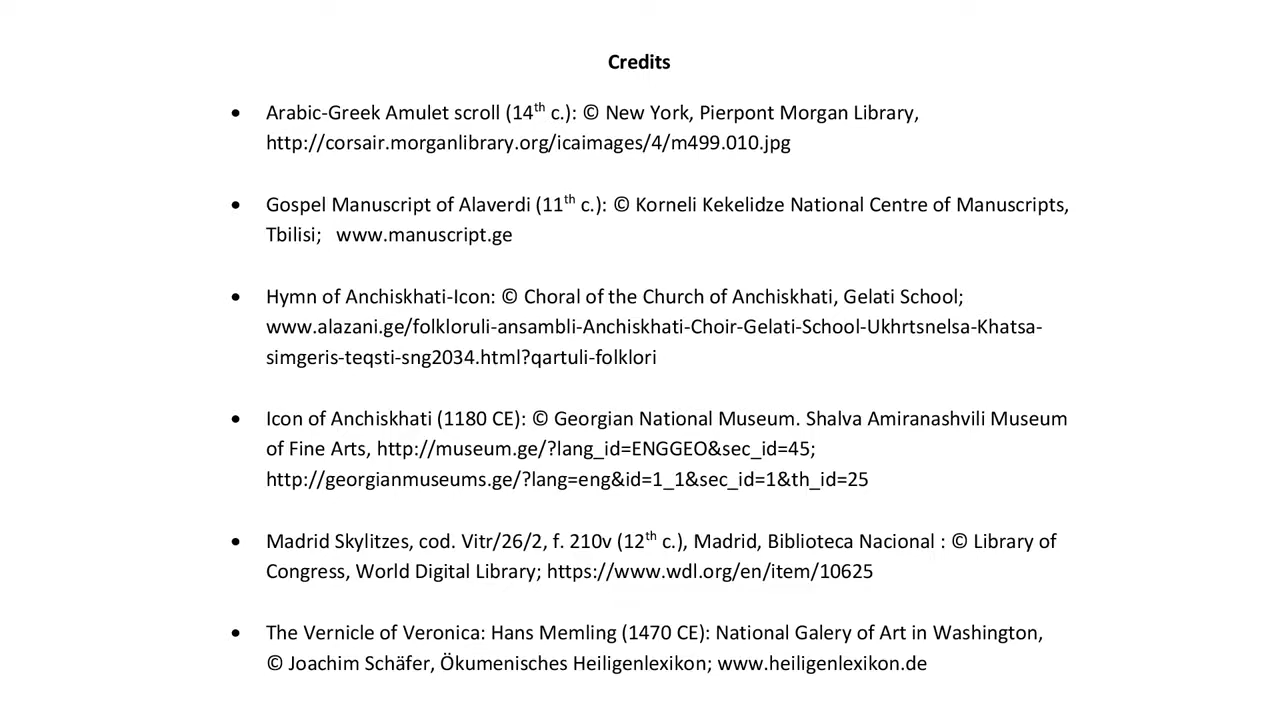 Credits
• Arabic-Greek Amulet scroll (14th c.): © New York, Pierpont Morgan Library,
http://corsair.morganlibrary.org/icaimages/4/m499.010.jpg
• Gospel Manuscript of Alaverdi (11th c.): © Korneli Kekelidze National Centre of Manuscripts,
Tbilisi; www.manuscript.ge
• Hymn of Anchiskhati-Icon: © Choral of the Church of Anchiskhati, Gelati School;
www.alazani.ge/folkloruli-ansambli-Anchiskhati-Choir-Gelati-School-Ukhrtsnelsa-Khatsa-
simgeris-teqsti-sng2034.html?qartuli-folklori
• Icon of Anchiskhati (1180 CE): © Georgian National Museum. Shalva Amiranashvili Museum
of Fine Arts, http://museum.ge/?lang_id=ENGGEO&sec_id=45;
http://georgianmuseums.ge/?lang=eng&id=1_1&sec_id=1&th_id=25
• Madrid Skylitzes, cod. Vitr/26/2, f. 210v (12th c.), Madrid, Biblioteca Nacional : © Library of
Congress, World Digital Library; https://www.wdl.org/en/item/10625
• The Vernicle of Veronica: Hans Memling (1470 CE): National Galery of Art in Washington,
© Joachim Schäfer, Ökumenisches Heiligenlexikon; www.heiligenlexikon.de